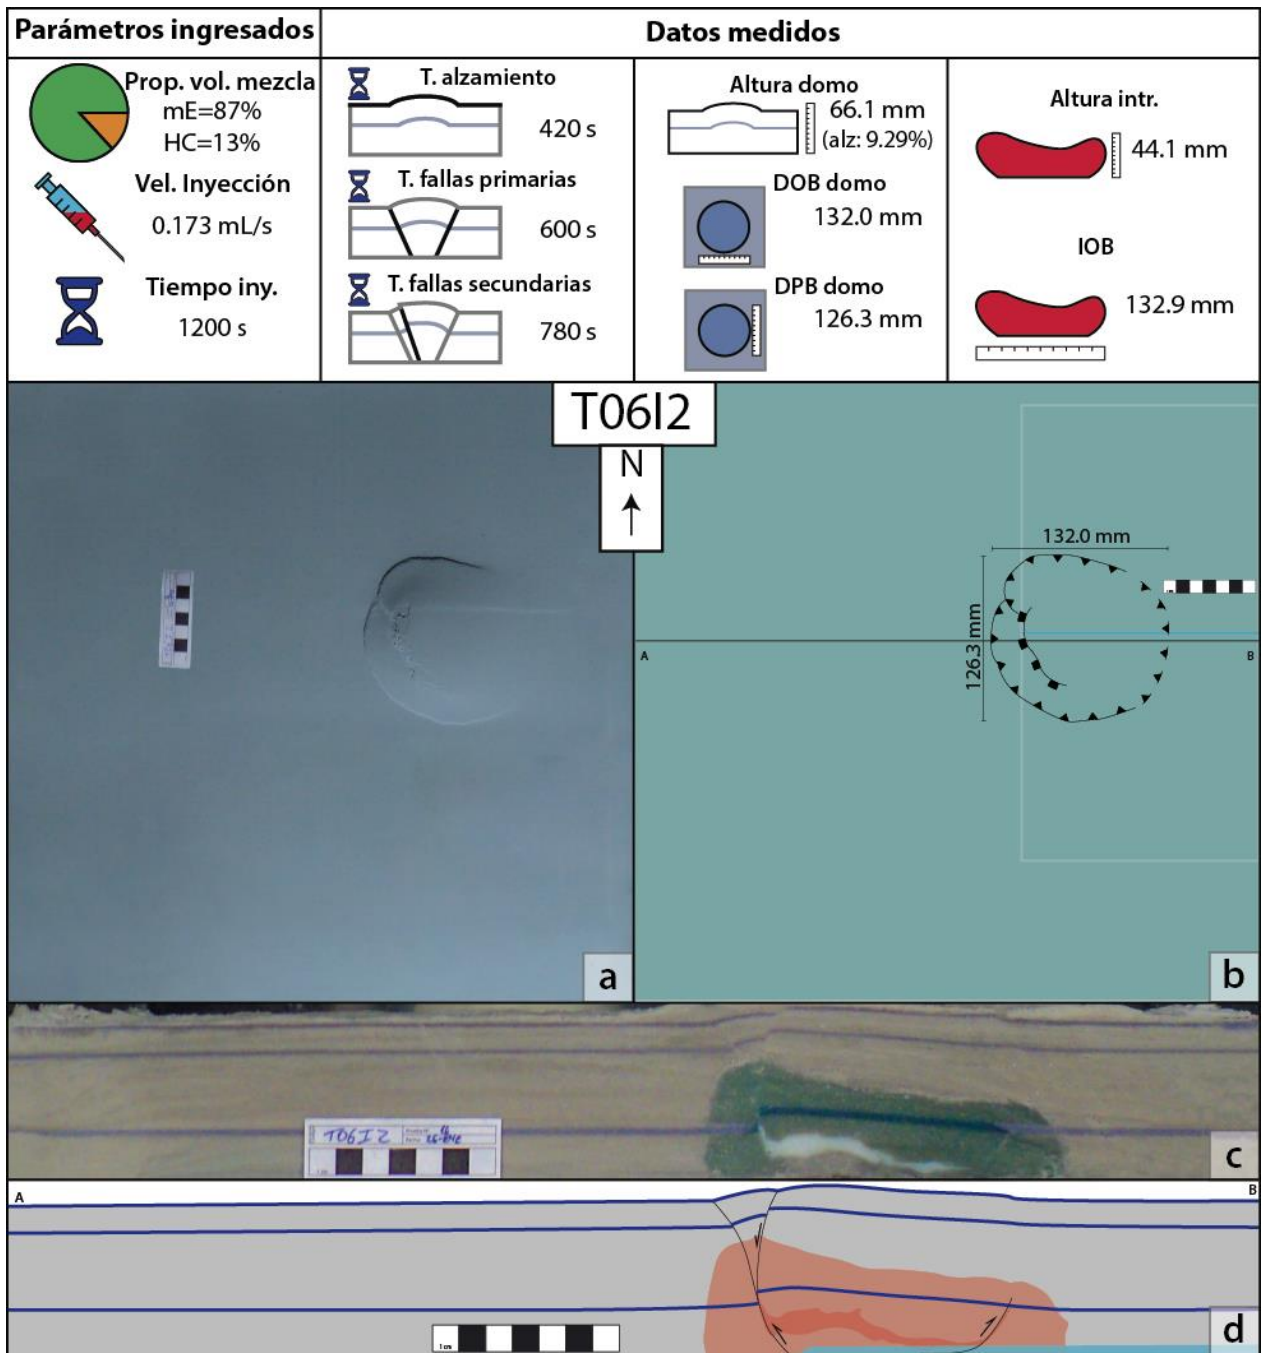 Parámetros ingresados
Datos medidos
Prop. vol. mezcla
mE=87%
HC=13%
Vel. Inyección
0.173 mL/s
Tiempo iny.
1200 s
T. alzamiento
420 s
T. fallas primarias
600 s
T. fallas secundarias
780 s
Altura domo
66.1 mm
(alz: 9.29%)
DOB domo
132.0 mm
DPB domo
126.3 mm
Altura intr.
44.1 mm
IOB
132.9 mm
T06I2
N
a
132.0 mm
126.3 mm
A
B
b
T06I2
c
A
B
1 cm
d